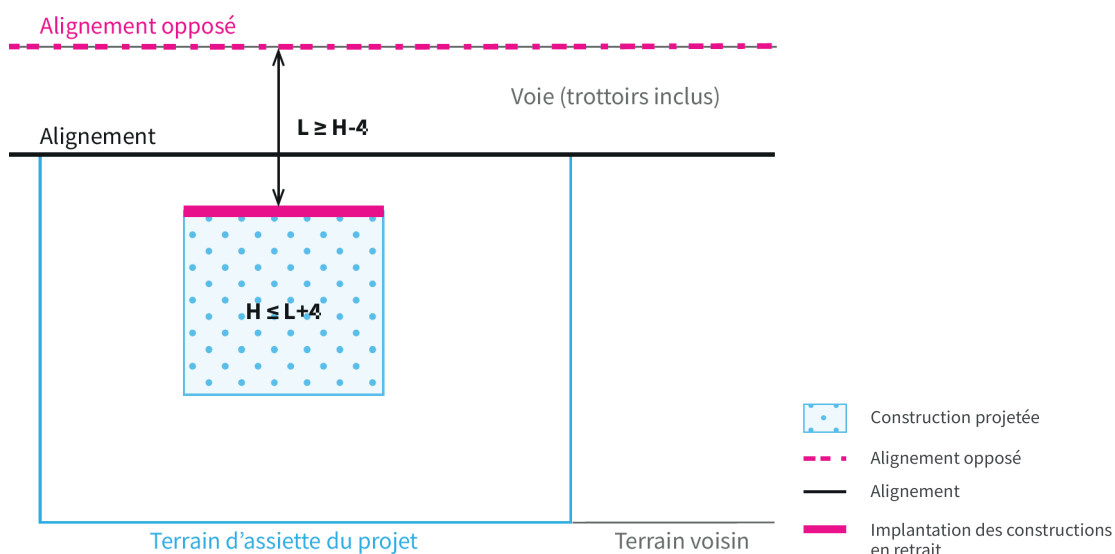 Alignement opposé
Voie (trottoirs inclus)
L ≥ H-4
Alignement
H ≤ L+4
Terrain d’assiette du projet
Terrain voisin
Construction projetée
Alignement opposé
Alignement
Implantation des constructions
en retrait